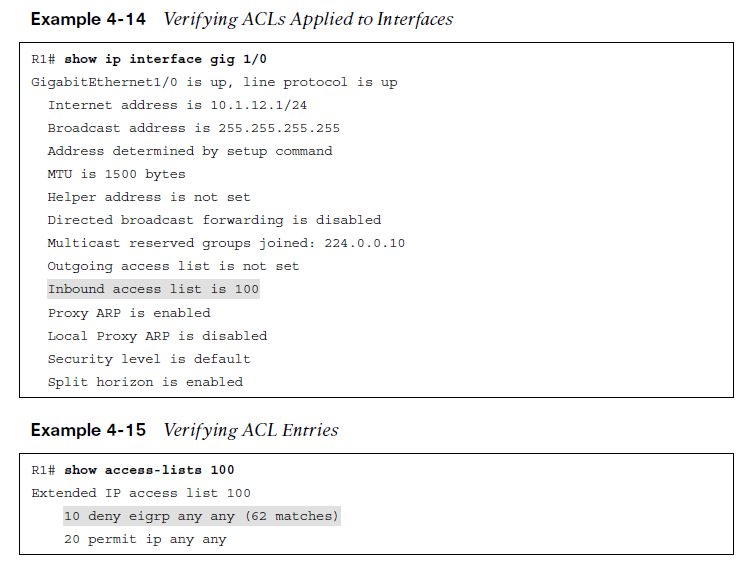 Example 4-14 Verifying ACLs Applied to Interfaces
R1# show ip interface gig 1/0
GigabitEthernet1/0 is up, line protocol is up
Internet address is 10.1.12.1/24
Broadcast address is 255.255.255.255
Address determined by setup command
MTU is 1500 bytes
Helper address is not set
Directed broadcast forwarding is disabled
Multicast reserved groups joined: 224.0.0.10
Outgoing access list is not set
Inbound access list is 100
Proxy ARP is enabled
Local Proxy ARP is disabled
Security level is default
Split horizon is enabled
Example 4-15 Verifying ACL Entries
R1# show access-lists 100
Extended IP access list 100
10 deny eigrp any any (62 matches)
20 permit ip any any